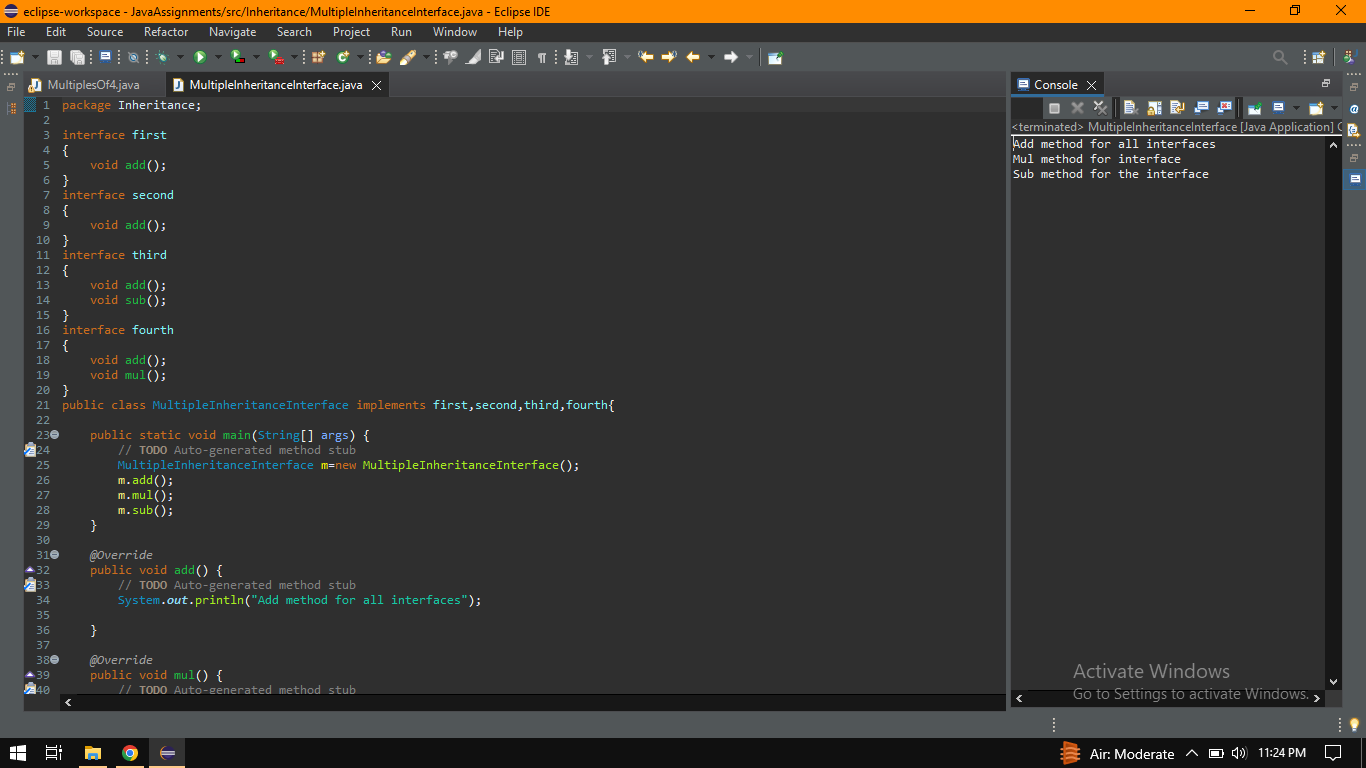 eclipse-workspace - JavaAssignments/src/Inheritance/MultipleInheritanceInterface.java - Eclipse IDE
File Edit Source Refactor Navigate Search Project Run Window Help
MultiplesOf4.java
MultipleInheritanceInterface.java
1 package Inheritance;
2
3 interface first
4 {
5 void add();
6 }
7 interface second
8 {
9 void add();
10 }
11 interface third
12 {
13 void add();
14 void sub();
15 }
16 interface fourth
17 {
18 void add();
19 void mul();
20 }
21 public class MultipleInheritanceInterface implements first,second,third,fourth{
22
23 public static void main(String[] args) {
24 // TODO Auto-generated method stub
25 MultipleInheritanceInterface m=new MultipleInheritanceInterface();
26 m.add();
27 m.mul();
28 m.sub();
29 }
30
31 @Override
32 public void add() {
33 // TODO Auto-generated method stub
34 System.out.println("Add method for all interfaces");
35
36 }
37
38 @Override
39 public void mul() {
40 // TODO Auto-generated method stub
Console
<terminated> MultipleInheritanceInterface [Java Application] C
Add method for all interfaces
Mul method for interface
Sub method for the interface
Activate Windows
Go to Settings to activate Windows.
Air: Moderate
11:24 PM